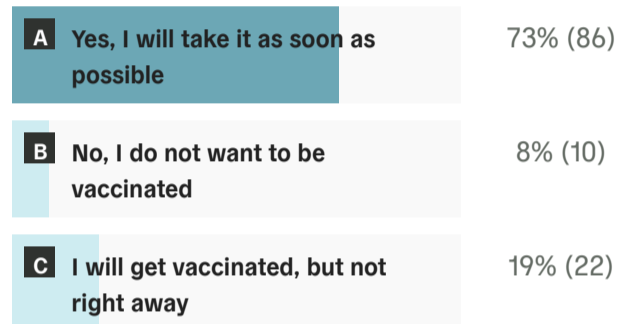 A Yes, I will take it as soon as 73% (86)
possible
B No, I do not want to be 8% (10)
vaccinated
C I will get vaccinated, but not 19% (22)
right away